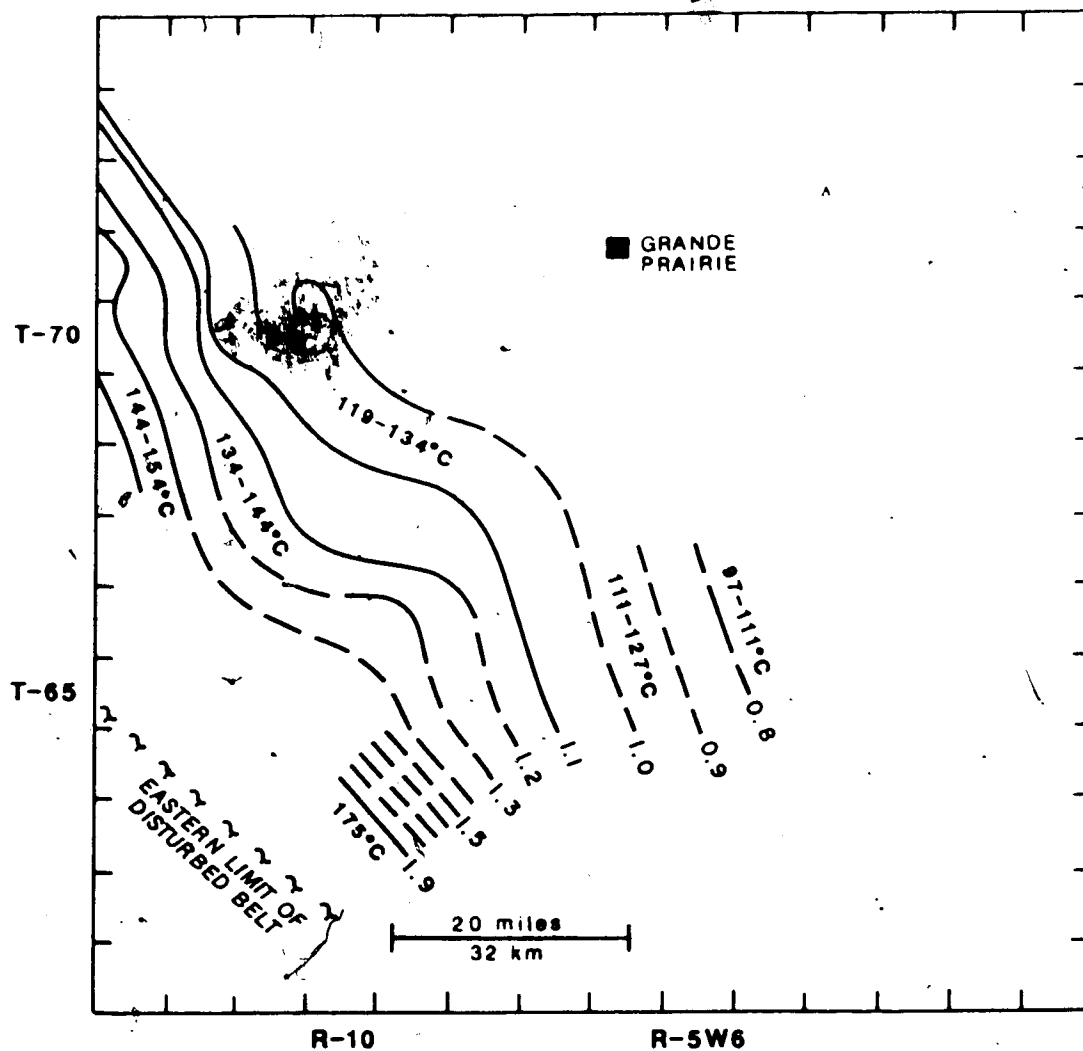 GRANDE
PRAIRIE
T-70
119-134°C
144-154°C
134-144°C
111-127°C
97-111°C
T-65
0.8
0.9
1.0
1.1
1.2
1.3
1.5
1.9
175°C
EASTERN LIMIT OF
DISTURBED BELT
20 miles
32 km
R-10
R-5W6